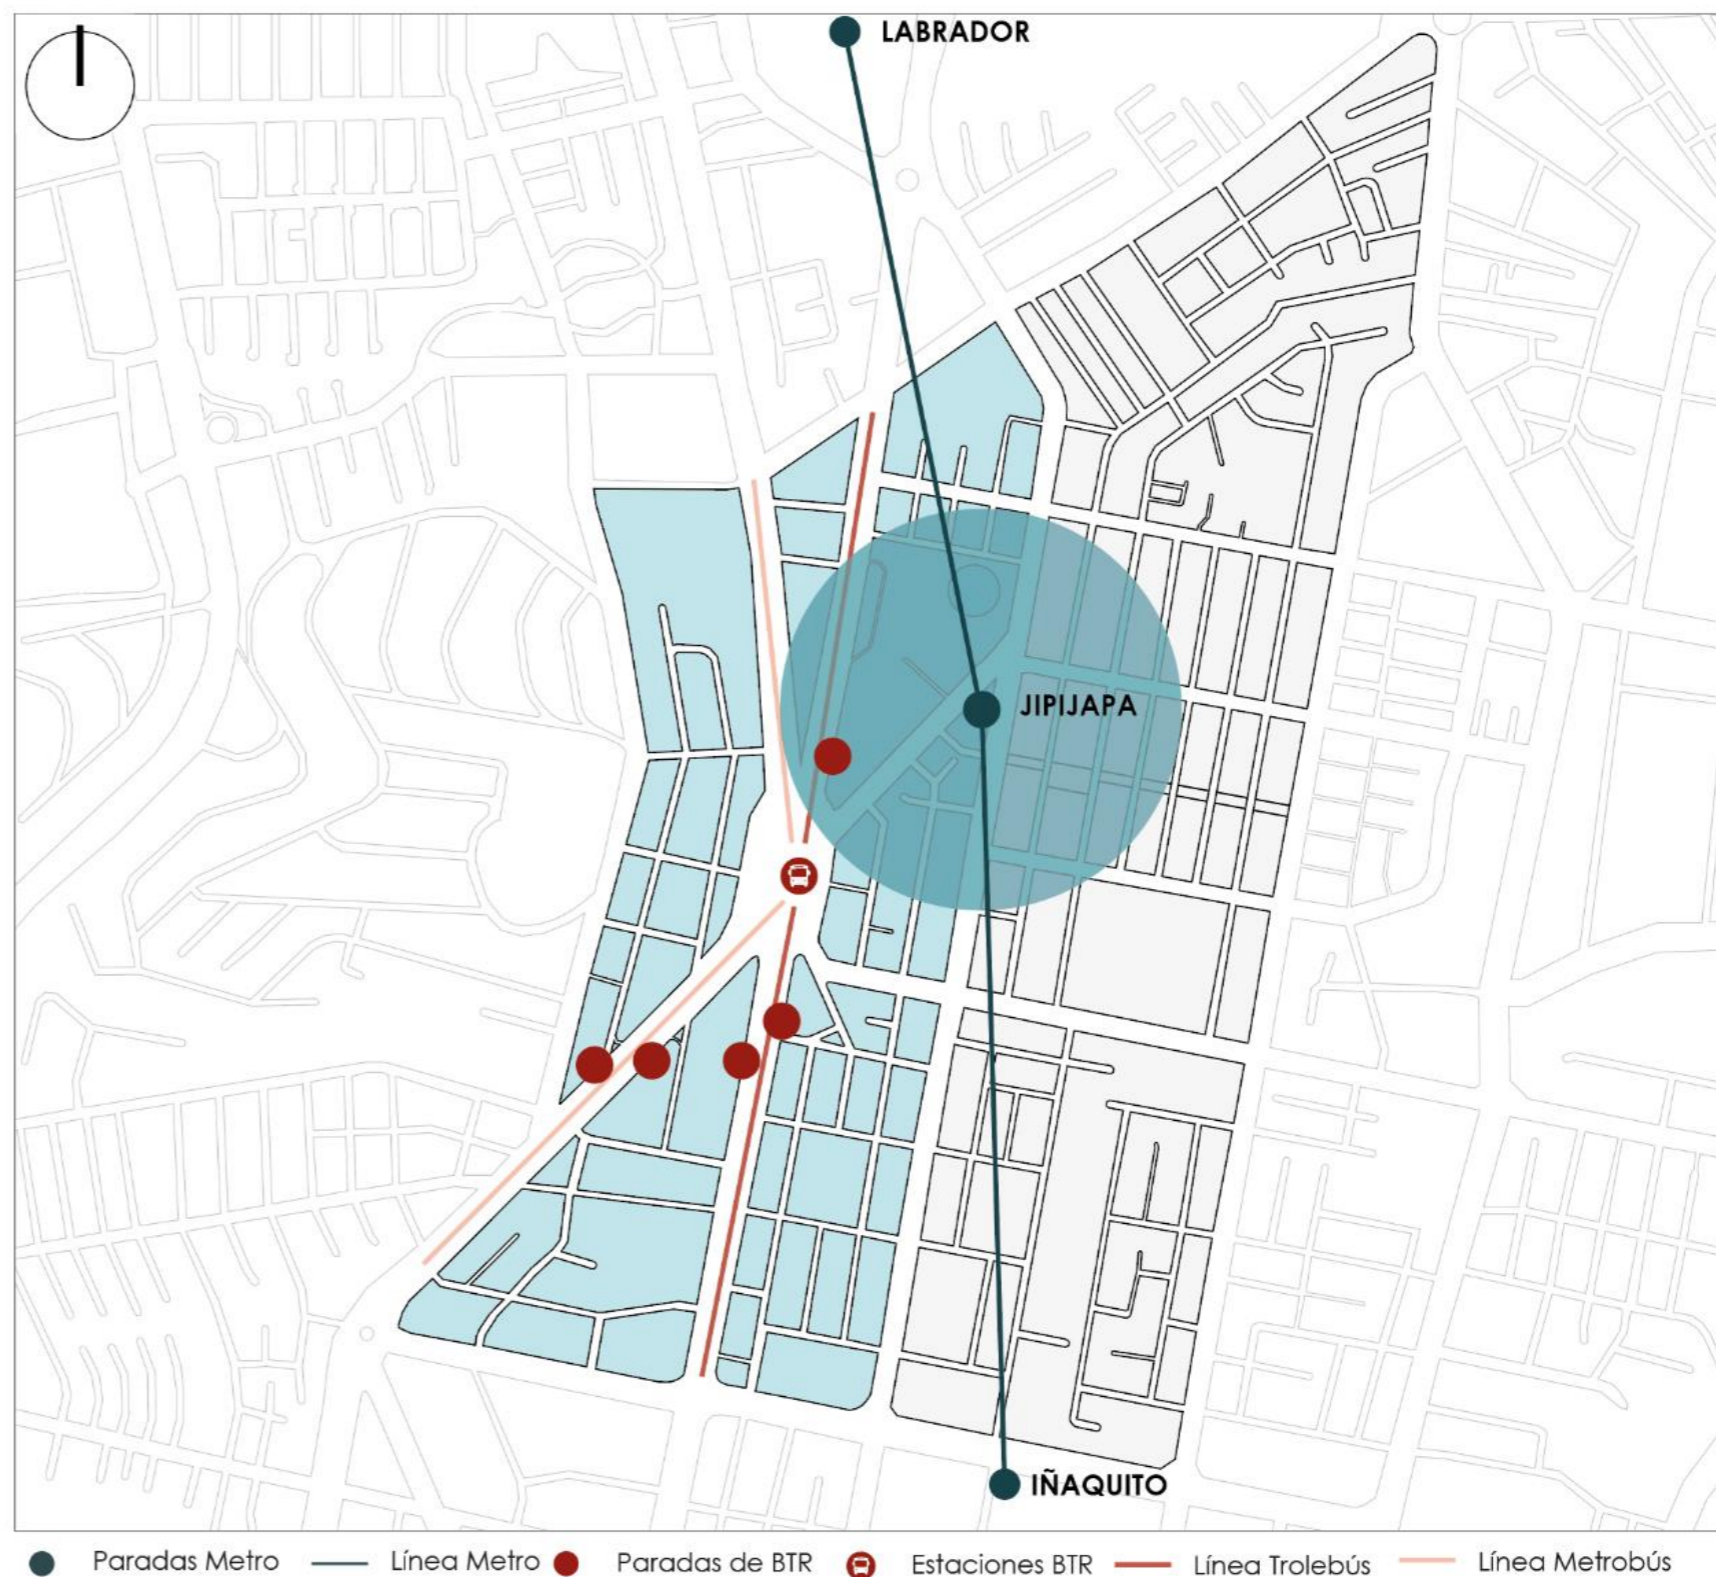 LABRADOR
JIPIJAPA
IÑAQUITO
Paradas Metro Línea Metro Paradas de BTR Estaciones BTR Línea Trolebús Línea Metrobús